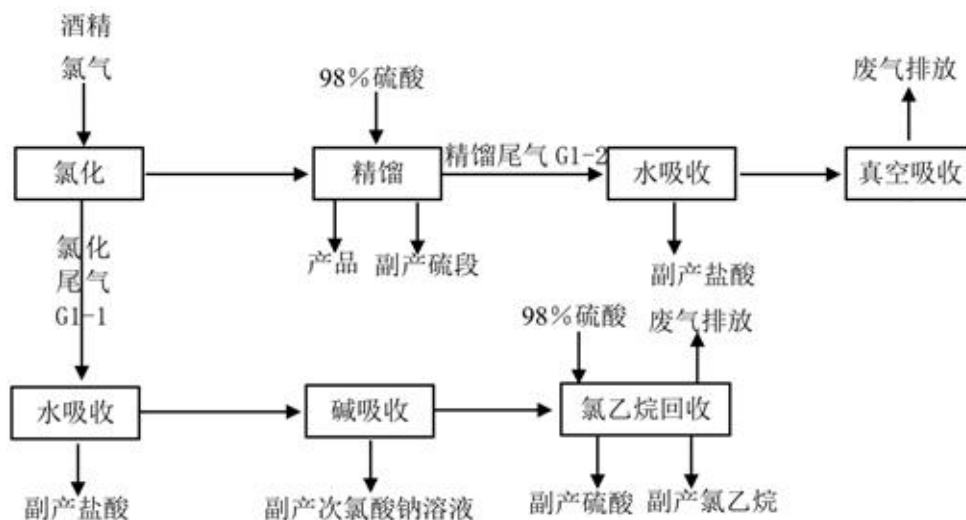 酒精
氯气
98%硫酸
废气排放
氯化
精馏
精馏尾气 G1-2
水吸收
真空吸收
氯化
尾气
G1-1
产品
副产硫段
副产盐酸
98%硫酸
废气排放
水吸收
碱吸收
氯乙烷回收
副产盐酸
副产次氯酸钠溶液
副产硫酸
副产氯乙烷